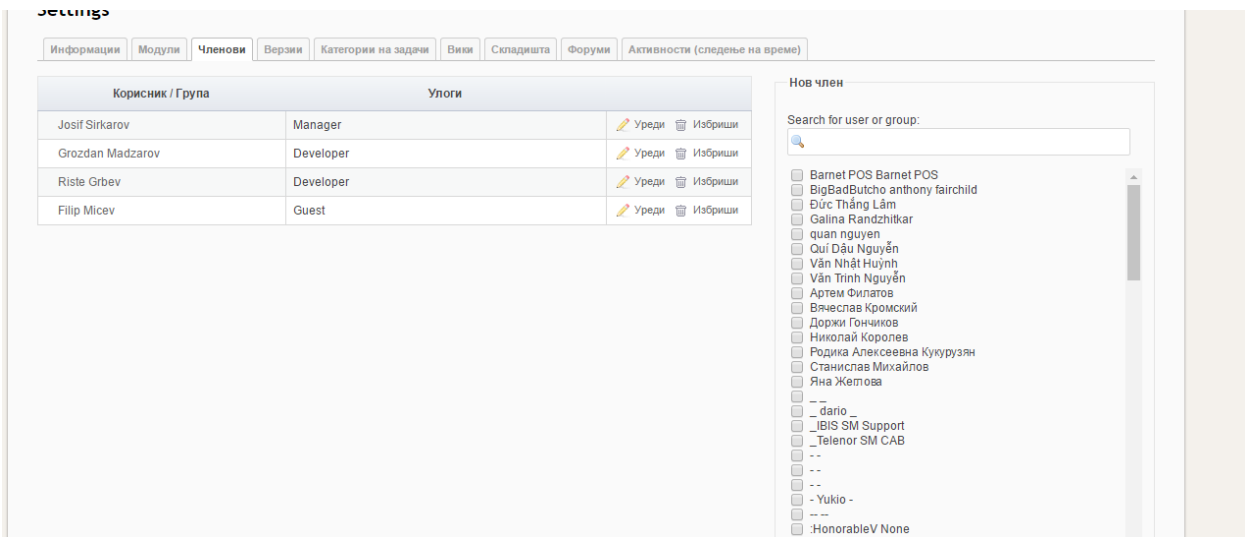 Settings
Информации Модули Членови Верзии Категории на задачи Вики Складишта Форуми Активности (следење на време)
Корисник / Група Улоги
Josif Sirkarov Manager Уреди Избриши
Grozdan Madzarov Developer Уреди Избриши
Riste Grbev Developer Уреди Избриши
Filip Micev Guest Уреди Избриши
Нов член
Search for user or group:
Barnet POS Barnet POS
BigBadButcho anthony fairchild
Đức Thắng Lâm
Galina Randzhitkar
quan nguyen
Quí Dậu Nguyễn
Văn Nhật Huỳnh
Văn Trinh Nguyễn
Артем Филатов
Вячеслав Кромский
Доржи Гончиков
Николай Королев
Родика Алексеевна Кукурузян
Станислав Михайлов
Яна Жеглова
_ _
_ dario _
_IBIS SM Support
_Telenor SM CAB
- -
- -
- -
- Yukio -
-- --
:HonorableV None